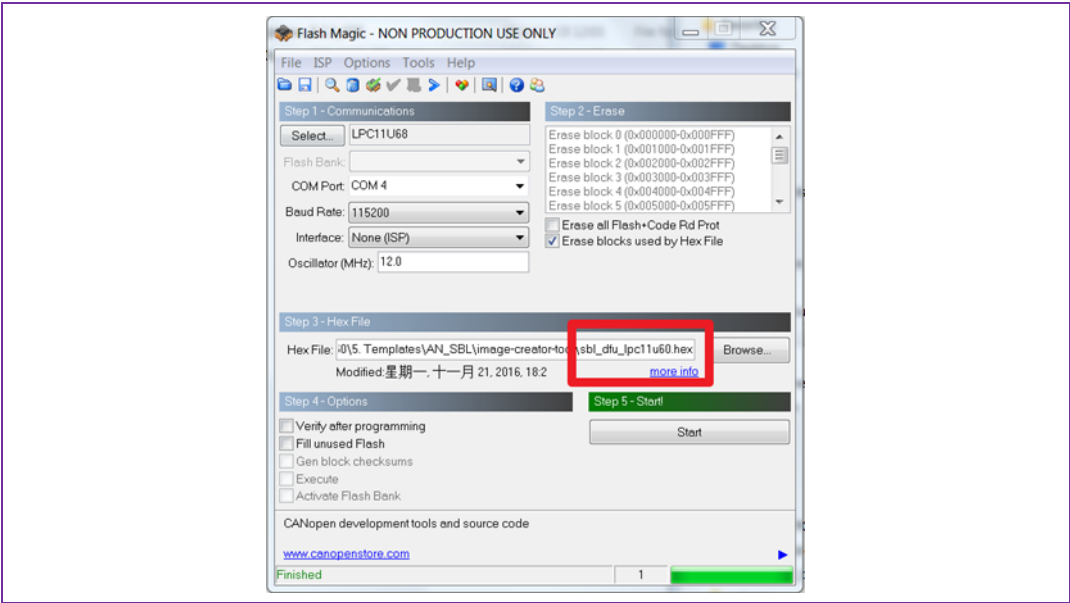 Flash Magic - NON PRODUCTION USE ONLY
File ISP Options Tools Help
Step 1 - Communications
Select... LPC11U68
Flash Bank:
COM Port: COM 4
Baud Rate: 115200
Interface: None (ISP)
Oscillator (MHz): 12.0
Step 2 - Erase
Erase block 0 (0x000000-0x000FFF)
Erase block 1 (0x001000-0x001FFF)
Erase block 2 (0x002000-0x002FFF)
Erase block 3 (0x003000-0x003FFF)
Erase block 4 (0x004000-0x004FFF)
Erase block 5 (0x005000-0x005FFF)
Erase all Flash+Code Rd Prot
Erase blocks used by Hex File
Step 3 - Hex File
Hex File: 0\5. Templates\AN_SBL\image-creator-too\sbl_dfu_lpc11u60.hex Browse...
Modified:星期一, 十一月 21, 2016, 18:2 more info
Step 4 - Options
Verify after programming
Fill unused Flash
Gen block checksums
Execute
Activate Flash Bank
Step 5 - Start!
Start
CANopen development tools and source code
www.canopenstore.com
Finished 1